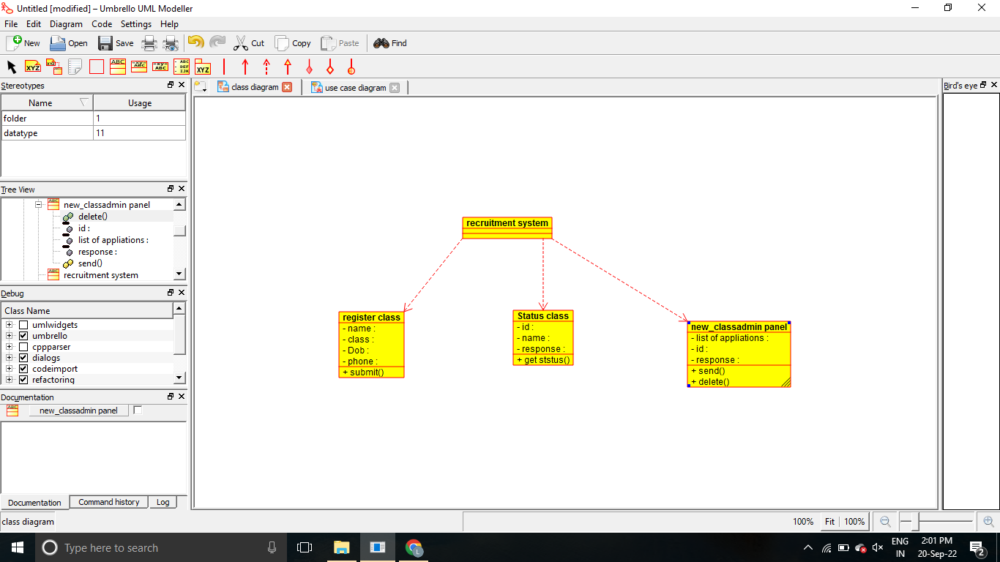 Untitled [modified] – Umbrello UML Modeller
File Edit Diagram Code Settings Help
New Open Save Cut Copy Paste Find
class diagram use case diagram
Stereotypes
Name Usage
folder 1
datatype 11
Tree View
new_classadmin panel
delete()
id :
list of appliations :
response :
send()
recruitment system
Debug
Class Name
umlwidgets
umbrello
cppparser
dialogs
codeimport
refactoring
Documentation
new_classadmin panel
Documentation Command history Log
recruitment system
register class
- name :
- class :
- Dob :
- phone :
+ submit()
Status class
- id :
- name :
- response :
+ get ststus()
new_classadmin panel
- list of appliations :
- id :
- response :
+ send()
+ delete()
Bird's eye
class diagram
100% Fit 100%
Type here to search
ENG
IN
2:01 PM
20-Sep-22
2